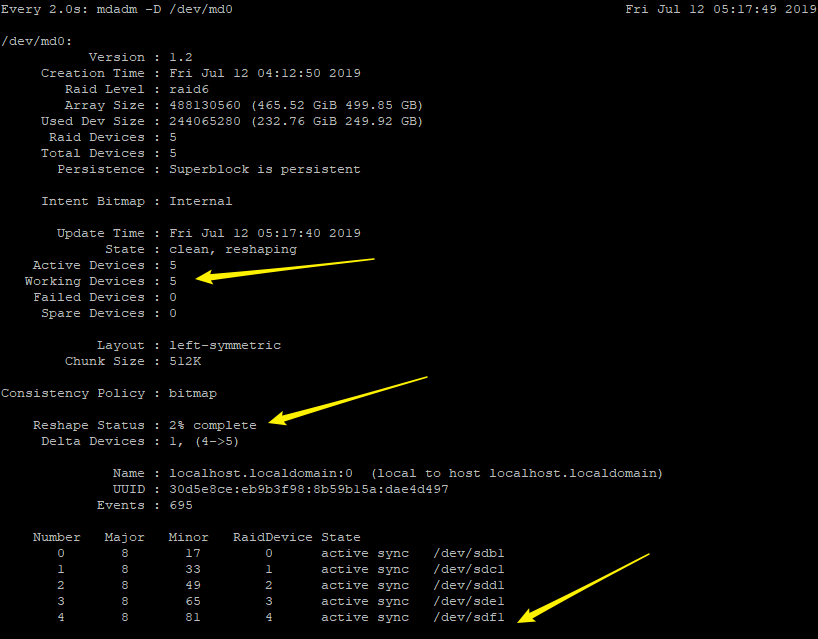 Every 2.0s: mdadm -D /dev/md0 Fri Jul 12 05:17:49 2019
/dev/md0:
Version : 1.2
Creation Time : Fri Jul 12 04:12:50 2019
Raid Level : raid6
Array Size : 488130560 (465.52 GiB 499.85 GB)
Used Dev Size : 244065280 (232.76 GiB 249.92 GB)
Raid Devices : 5
Total Devices : 5
Persistence : Superblock is persistent
Intent Bitmap : Internal
Update Time : Fri Jul 12 05:17:40 2019
State : clean, reshaping
Active Devices : 5
Working Devices : 5
Failed Devices : 0
Spare Devices : 0
Layout : left-symmetric
Chunk Size : 512K
Consistency Policy : bitmap
Reshape Status : 2% complete
Delta Devices : 1, (4->5)
Name : localhost.localdomain:0 (local to host localhost.localdomain)
UUID : 30d5e8ce:eb9b3f98:8b59b15a:dae4d497
Events : 695
Number Major Minor RaidDevice State
0 8 17 0 active sync /dev/sdb1
1 8 33 1 active sync /dev/sdc1
2 8 49 2 active sync /dev/sdd1
3 8 65 3 active sync /dev/sde1
4 8 81 4 active sync /dev/sdf1